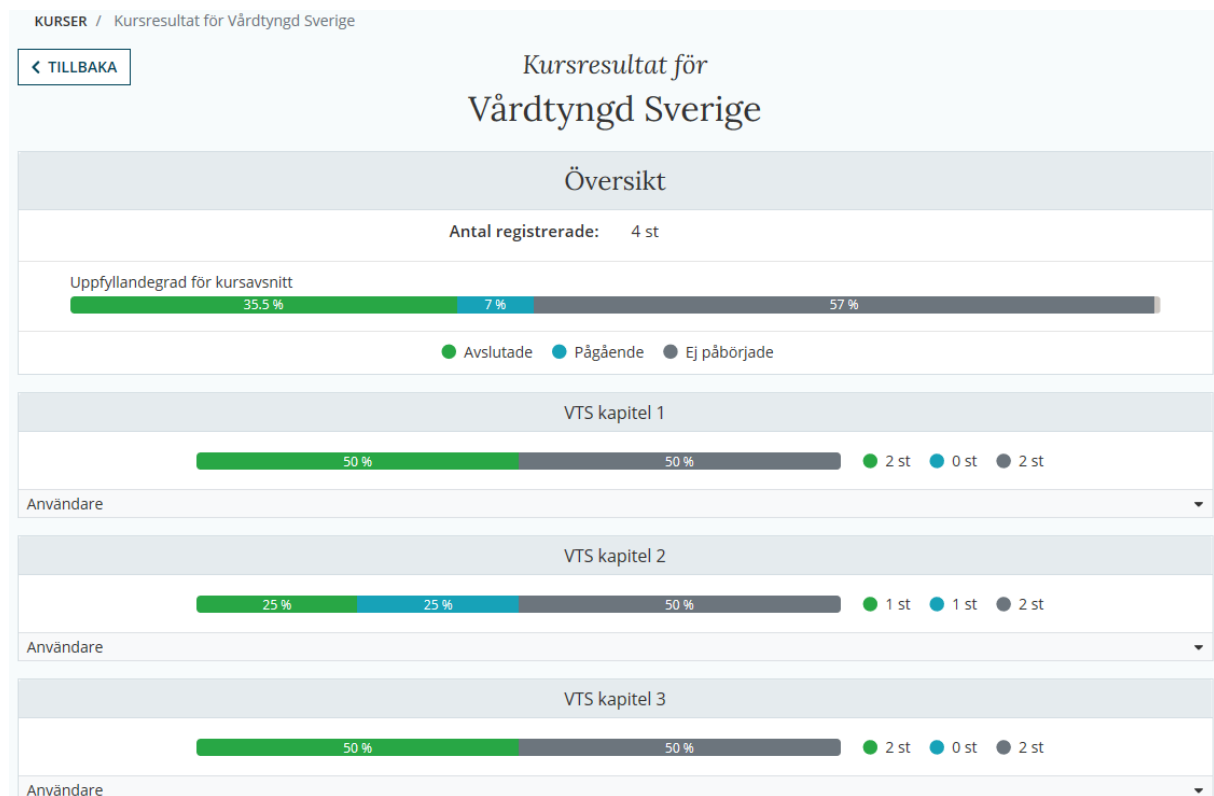 KURSER / Kursresultat för Vårdtyngd Sverige
TILLBAKA
Kursresultat för
Vårdtyngd Sverige
Översikt
Antal registrerade: 4 st
Uppfyllandegrad för kursavsnitt
35.5 % 7 % 57 %
Avslutade Pågående Ej påbörjade
VTS kapitel 1
50 % 50 % 2 st 0 st 2 st
Användare
VTS kapitel 2
25 % 25 % 50 % 1 st 1 st 2 st
Användare
VTS kapitel 3
50 % 50 % 2 st 0 st 2 st
Användare